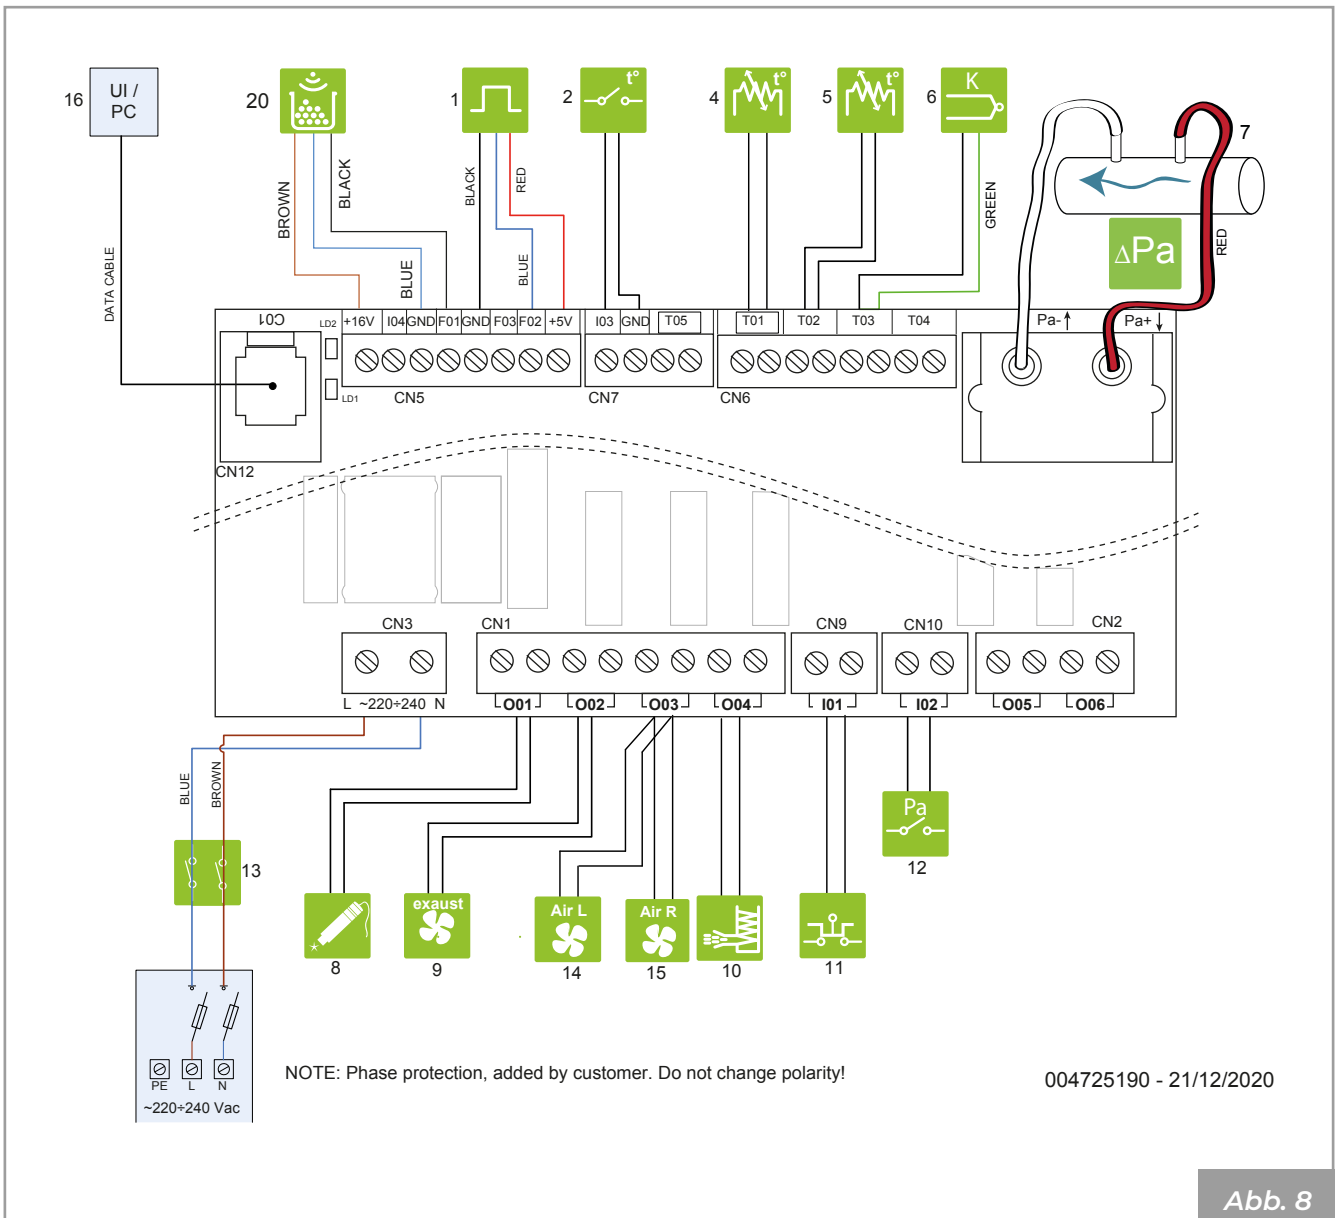 16
UI /
PC
20
1
2
t°
4
t°
5
t°
6
K
7
BROWN
BLACK
BLACK
RED
GREEN
RED
ΔPa
DATA CABLE
BLUE
BLUE
C01
LD2
+16V I04 GND F01 GND F03 F02 +5V
I03 GND T05
T01 T02 T03 T04
Pa-
Pa+
LD1
CN5
CN7
CN6
CN12
CN3
CN1
CN9
CN10
CN2
L ~220÷240 N
O01 O02 O03 O04
I01
I02
O05 O06
BLUE
BROWN
Pa
12
13
exaust
Air L
Air R
8
9
14
15
10
11
PE L N
~220÷240 Vac
NOTE: Phase protection, added by customer. Do not change polarity!
004725190 - 21/12/2020
Abb. 8